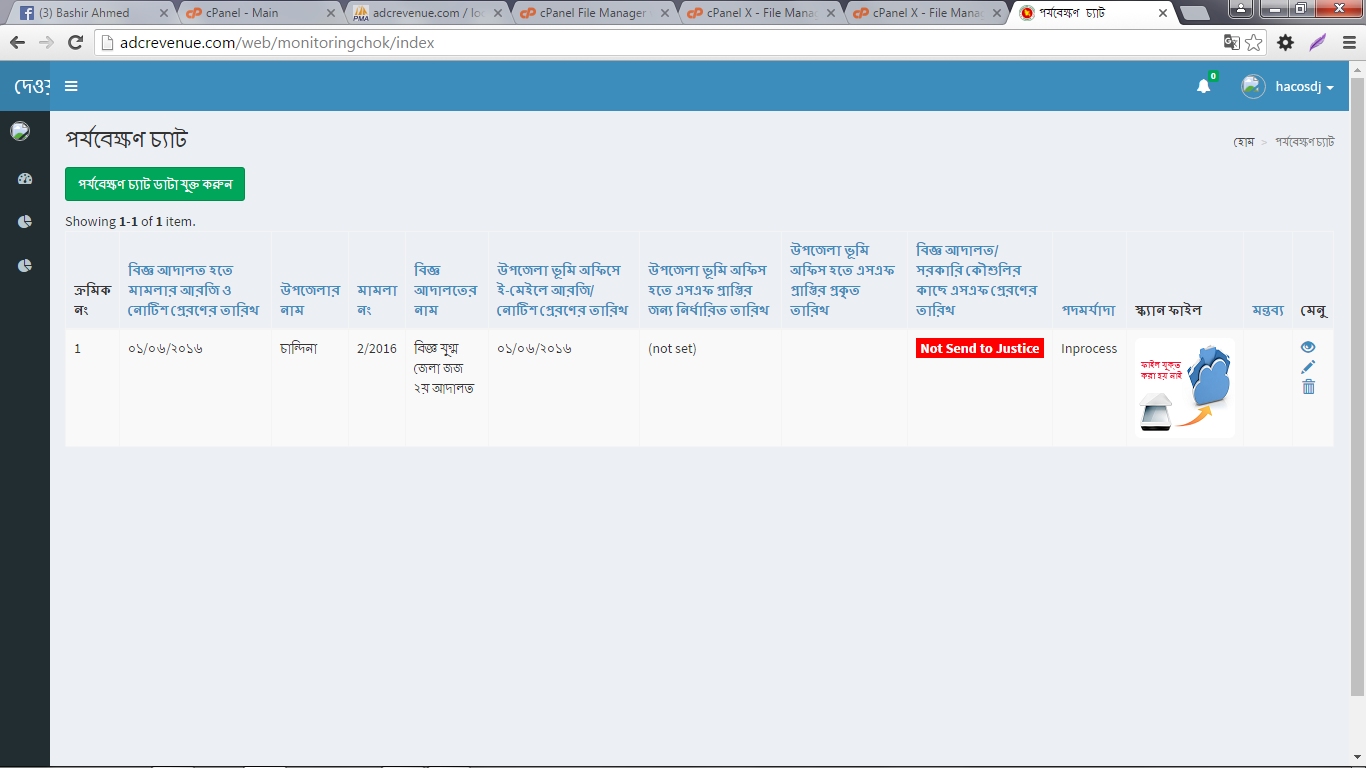 (3) Bashir Ahmed
cPanel - Main
adcrevenue.com / loc
cPanel File Manager
cPanel X - File Mana
cPanel X - File Mana
পর্যবেক্ষণ চ্যাট
adcrevenue.com/web/monitoringchok/index
0
hacosdj
পর্যবেক্ষণ চ্যাট
হোম > পর্যবেক্ষণ চ্যাট
পর্যবেক্ষণ চ্যাট ডাটা যুক্ত করুন
Showing 1-1 of 1 item.
ক্রমিক
নং
বিজ্ঞ আদালত হতে
মামলার আরজি ও
নোটিশ প্রেরণের তারিখ
উপজেলার
নাম
মামলা
নং
বিজ্ঞ
আদালতের
নাম
উপজেলা ভূমি অফিসে
ই-মেইলে আরজি/
নোটিশ প্রেরণের তারিখ
উপজেলা ভূমি অফিস
হতে এসএফ প্রাপ্তির
জন্য নির্ধারিত তারিখ
উপজেলা ভূমি
অফিস হতে এসএফ
প্রাপ্তির প্রকৃত
তারিখ
বিজ্ঞ আদালত/
সরকারি কৌশুলির
কাছে এসএফ প্রেরণের
তারিখ
পদমর্যাদা
স্ক্যান ফাইল
মন্তব্য
মেনু
1
০১/০৬/২০১৬
চান্দিনা
2/2016
বিজ্ঞ যুগ্ম
জেলা জজ
২য় আদালত
০১/০৬/২০১৬
(not set)
Not Send to Justice
Inprocess
ফাইল যুক্ত
করা হয় নাই